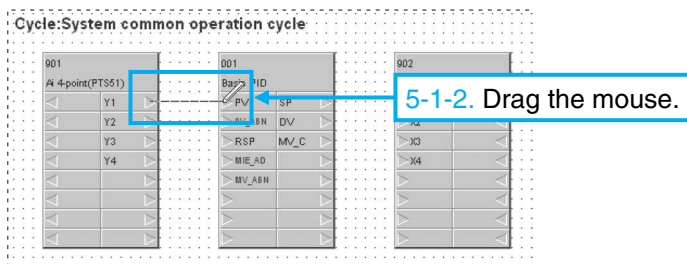 Cycle:System common operation cycle
901
Ai 4-point(PTS51)
Y1
Y2
Y3
Y4
001
Basic PID
PV SP
PV_ABN DV
RSP MV_C
MIE_AD
MV_ABN
902
X2
X3
X4
5-1-2. Drag the mouse.